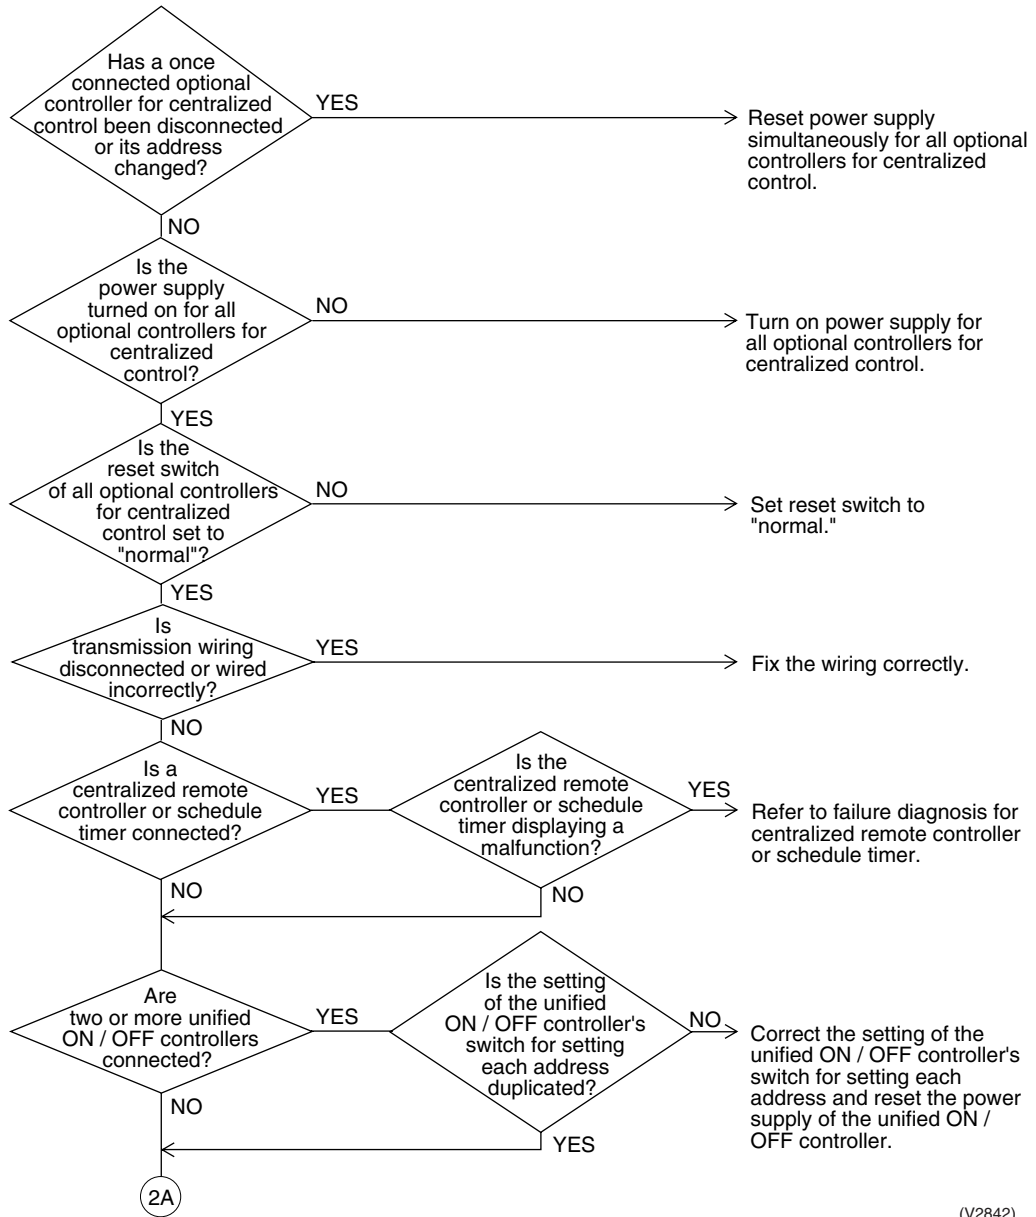 Has a once
connected optional
controller for centralized
control been disconnected
or its address
changed?
YES
Reset power supply
simultaneously for all optional
controllers for centralized
control.
NO
Is the
power supply
turned on for all
optional controllers for
centralized
control?
NO
Turn on power supply for
all optional controllers for
centralized control.
YES
Is the
reset switch
of all optional controllers
for centralized
control set to
"normal"?
NO
Set reset switch to
"normal."
YES
Is
transmission wiring
disconnected or wired
incorrectly?
YES
Fix the wiring correctly.
NO
Is a
centralized remote
controller or schedule
timer connected?
YES
Is the
centralized remote
controller or schedule
timer displaying a
malfunction?
YES
Refer to failure diagnosis for
centralized remote controller
or schedule timer.
NO
NO
Are
two or more unified
ON / OFF controllers
connected?
YES
Is the setting
of the unified
ON / OFF controller's
switch for setting
each address
duplicated?
NO
Correct the setting of the
unified ON / OFF controller's
switch for setting each
address and reset the power
supply of the unified ON /
OFF controller.
NO
YES
2A
(V2842)